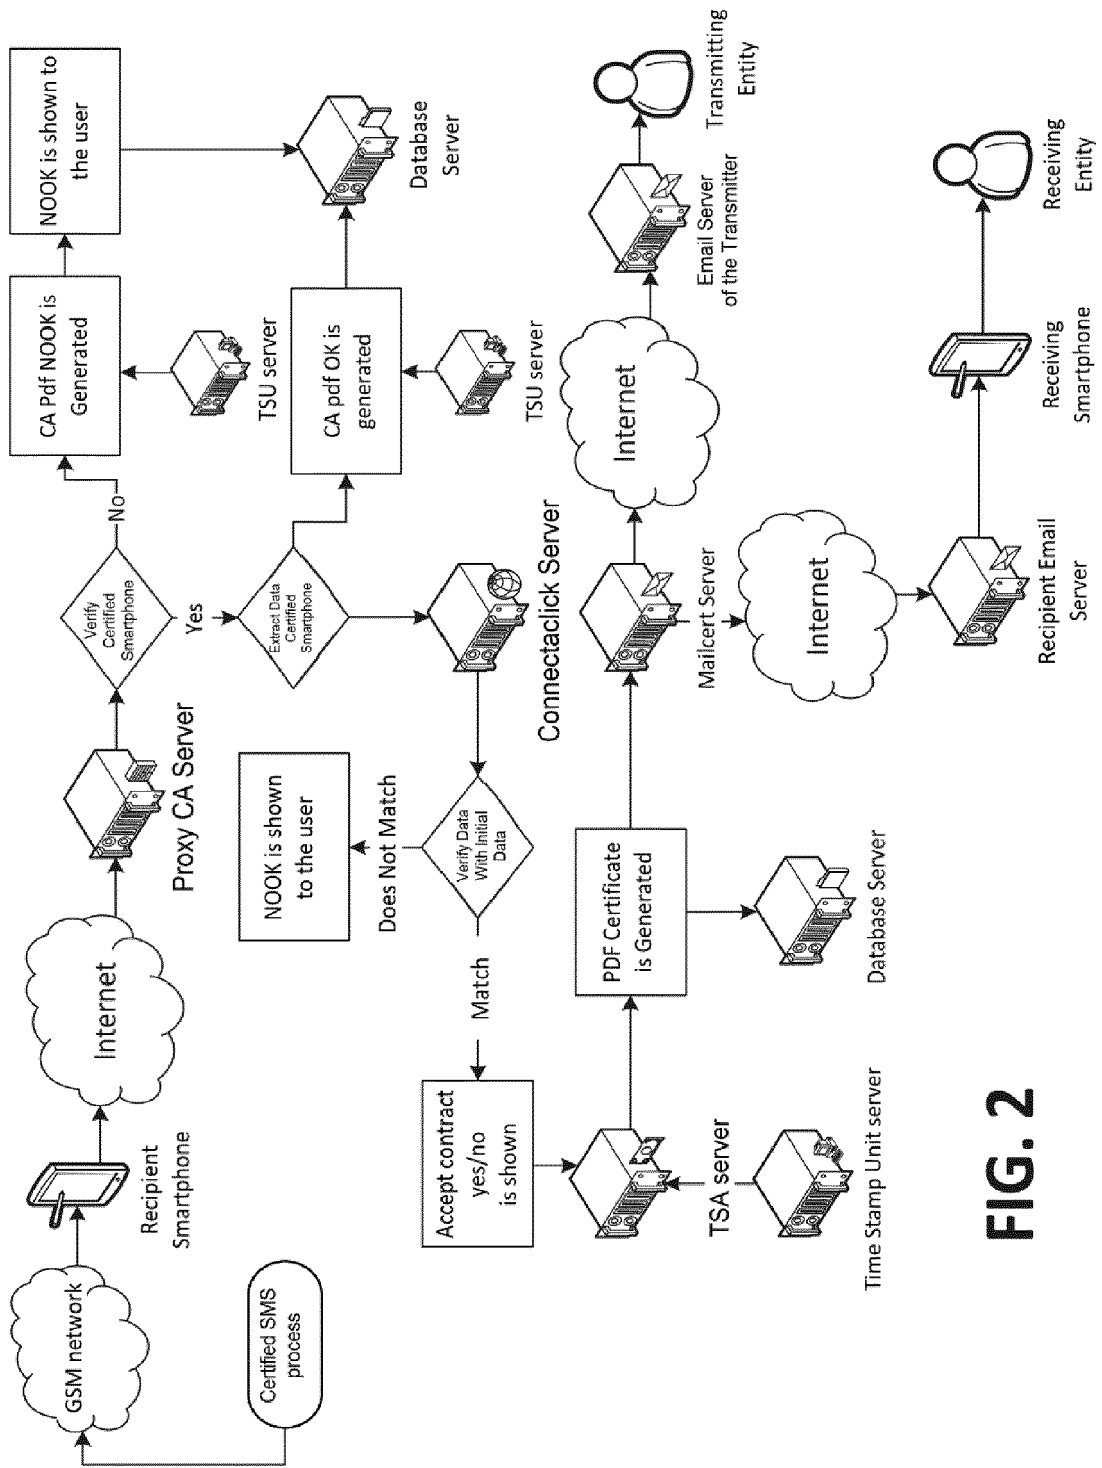 Certified SMS
process
GSM network
Recipient
Smartphone
Internet
Proxy CA Server
Verify
Certified
Smartphone
No
CA Pdf NOOK is
Generated
TSU server
NOOK is shown to
the user
Yes
Extract Data
Certified
Smartphone
CA pdf OK is
generated
TSU server
Database
Server
Connectaclick Server
Verify Data
With Initial
Data
Does Not Match
NOOK is shown
to the user
Match
Accept contract
yes/no
is shown
TSA server
Time Stamp Unit server
PDF Certificate
is Generated
Database Server
Mailcert Server
Internet
Email Server
of the Transmitter
Transmitting
Entity
Internet
Recipient Email
Server
Receiving
Smartphone
Receiving
Entity
FIG. 2